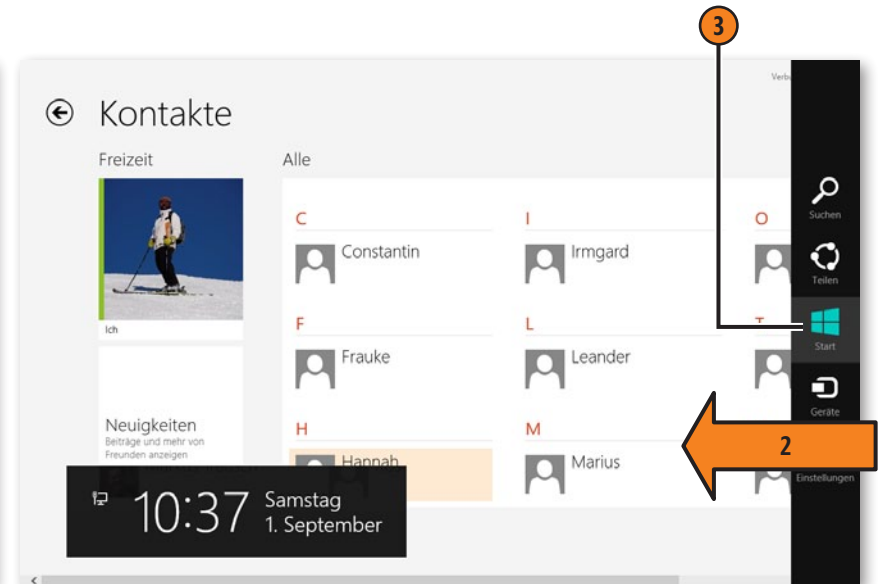 3
Verbu
Kontakte
Freizeit
Alle
Ich
Neuigkeiten
Beiträge und mehr von
Freunden anzeigen
C
Constantin
F
Frauke
H
Hannah
I
Irmgard
L
Leander
M
Marius
O
T
Suchen
Teilen
Start
Geräte
2
Einstellungen
10:37
Samstag
1. September